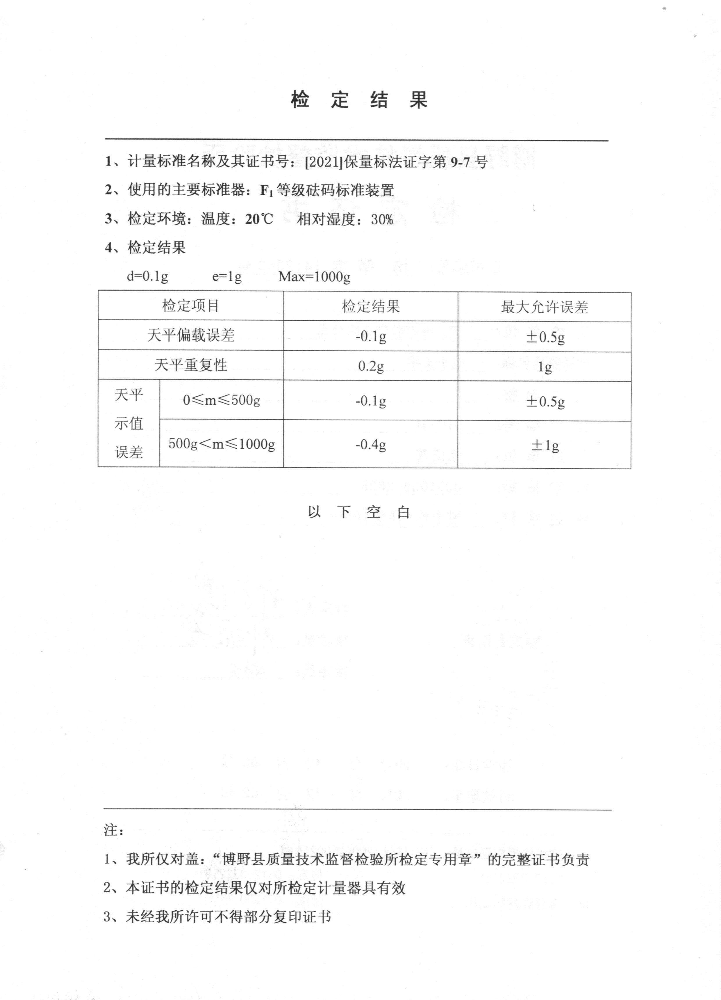 检 定 结 果
1、计量标准名称及其证书号：[2021]保量标法证字第 9-7 号
2、使用的主要标准器：F₁等级砝码标准装置
3、检定环境：温度：20℃ 相对湿度：30%
4、检定结果
d=0.1g e=1g Max=1000g
检定项目 检定结果 最大允许误差
天平偏载误差 -0.1g ±0.5g
天平重复性 0.2g 1g
天平
示值
误差
0≤m≤500g -0.1g ±0.5g
500g＜m≤1000g -0.4g ±1g
以 下 空 白
注：
1、我所仅对盖：“博野县质量技术监督检验所检定专用章”的完整证书负责
2、本证书的检定结果仅对所检定计量器具有效
3、未经我所许可不得部分复印证书